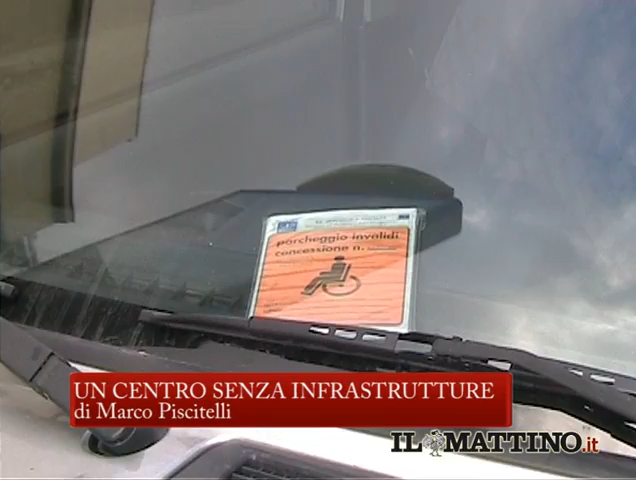 parcheggio invalidi
concessione n.
UN CENTRO SENZA INFRASTRUTTURE
di Marco Piscitelli
IL MATTINO.it